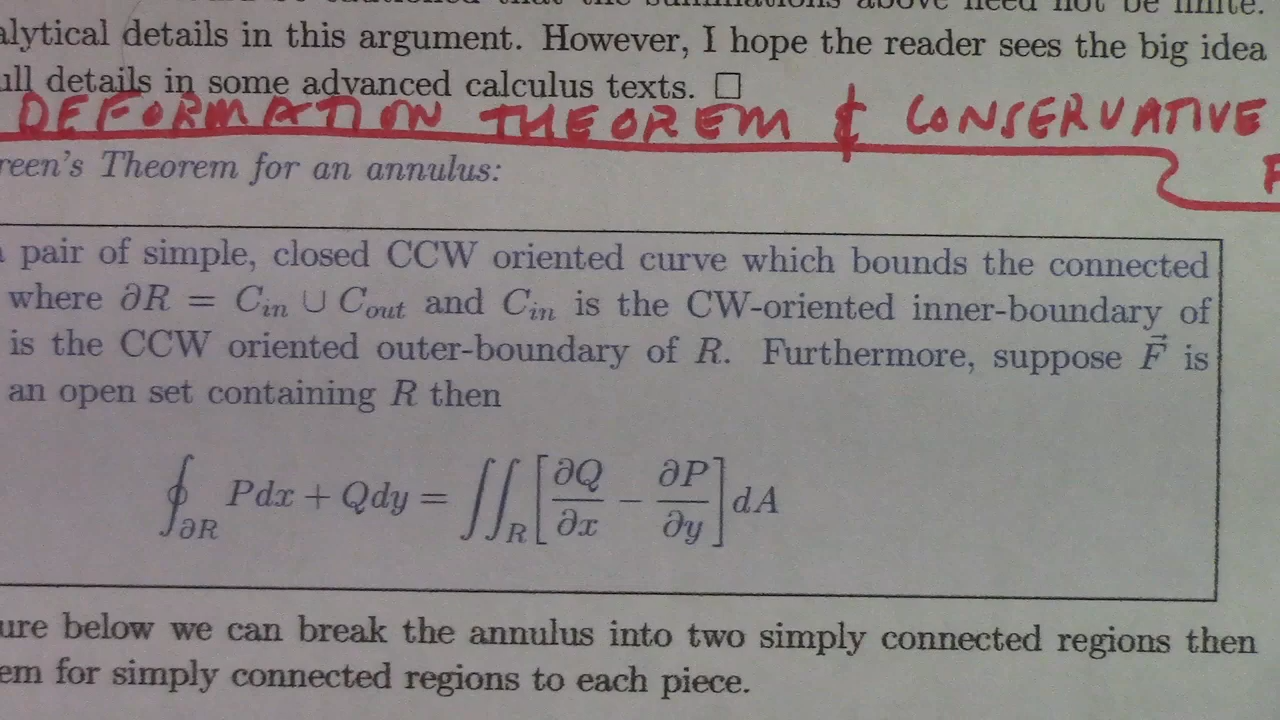 alytical details in this argument. However, I hope the reader sees the big idea
ull details in some advanced calculus texts. □
DEFORMATION THEOREM & CONSERVATIVE
reen's Theorem for an annulus:
pair of simple, closed CCW oriented curve which bounds the connected
where ∂R = C_in ∪ C_out and C_in is the CW-oriented inner-boundary of
is the CCW oriented outer-boundary of R. Furthermore, suppose F⃗ is
an open set containing R then
∮_∂R Pdx + Qdy = ∬_R [∂Q/∂x − ∂P/∂y] dA
ure below we can break the annulus into two simply connected regions then
em for simply connected regions to each piece.